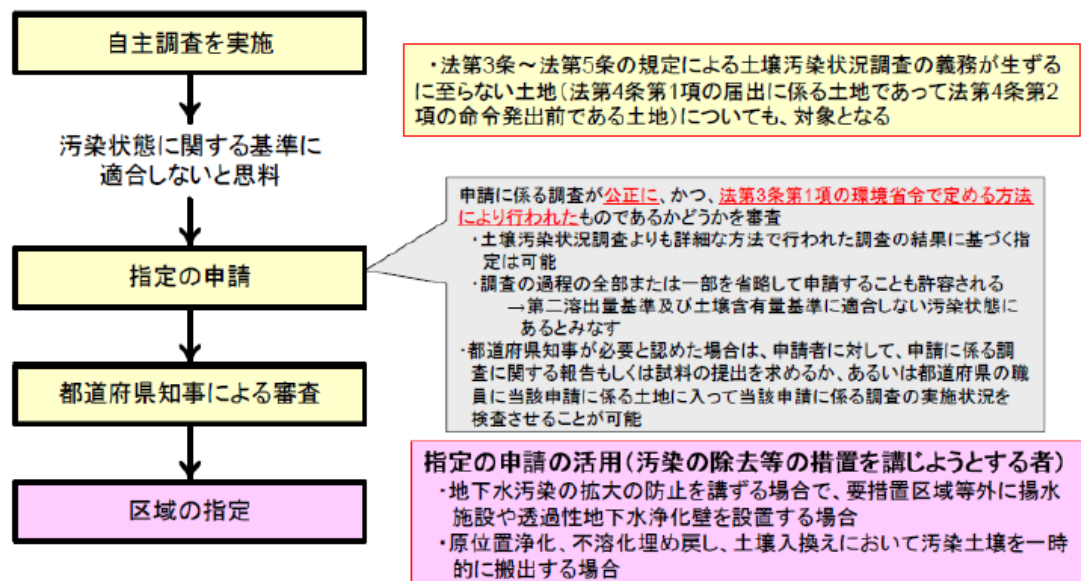 自主調査を実施
汚染状態に関する基準に
適合しないと思料
指定の申請
都道府県知事による審査
区域の指定
・法第3条～法第5条の規定による土壌汚染状況調査の義務が生ずる
に至らない土地(法第4条第1項の届出に係る土地であって法第4条第2
項の命令発出前である土地)についても、対象となる
申請に係る調査が公正に、かつ、法第3条第1項の環境省令で定める方法
により行われたものであるかどうかを審査
・土壌汚染状況調査よりも詳細な方法で行われた調査の結果に基づく指
定は可能
・調査の過程の全部または一部を省略して申請することも許容される
→第二溶出量基準及び土壌含有量基準に適合しない汚染状態に
あるとみなす
・都道府県知事が必要と認めた場合は、申請者に対して、申請に係る調
査に関する報告もしくは試料の提出を求めるか、あるいは都道府県の職
員に当該申請に係る土地に入って当該申請に係る調査の実施状況を
検査させることが可能
指定の申請の活用(汚染の除去等の措置を講じようとする者)
・地下水汚染の拡大の防止を講ずる場合で、要措置区域等外に揚水
施設や透過性地下水浄化壁を設置する場合
・原位置浄化、不溶化埋め戻し、土壌入換えにおいて汚染土壌を一時
的に搬出する場合